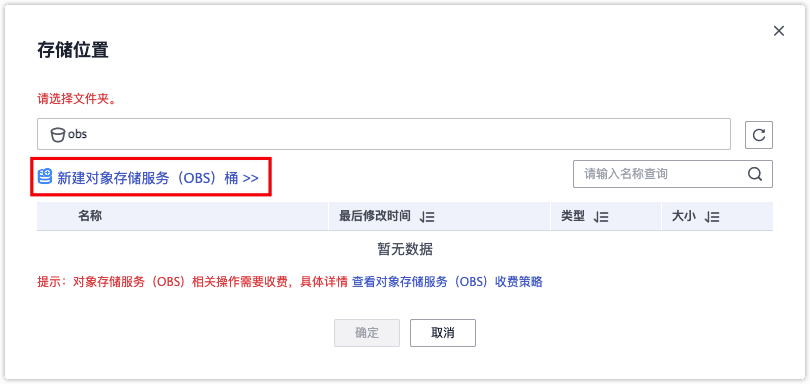 存储位置
请选择文件夹。
obs
新建对象存储服务（OBS）桶 >>
请输入名称查询
名称 最后修改时间 类型 大小
暂无数据
提示：对象存储服务（OBS）相关操作需要收费，具体详情 查看对象存储服务（OBS）收费策略
确定 取消